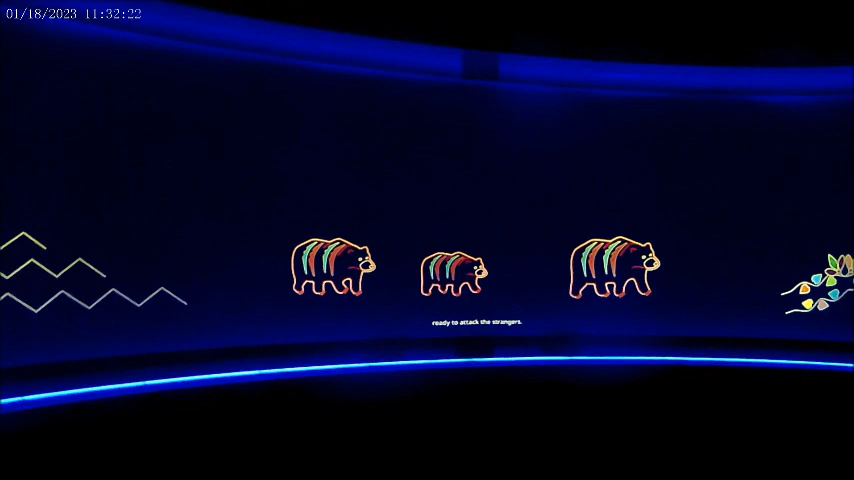 01/18/2023 11:32:22
ready to attack the strangers.